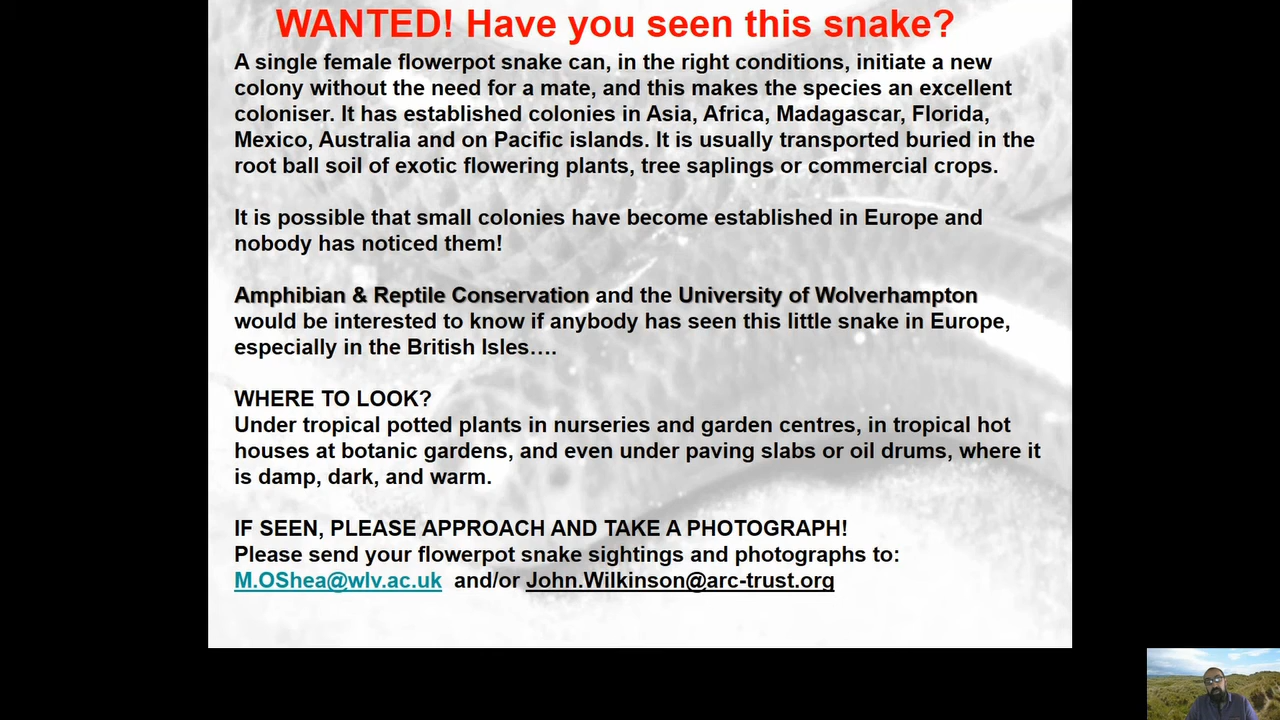 WANTED! Have you seen this snake?
A single female flowerpot snake can, in the right conditions, initiate a new
colony without the need for a mate, and this makes the species an excellent
coloniser. It has established colonies in Asia, Africa, Madagascar, Florida,
Mexico, Australia and on Pacific islands. It is usually transported buried in the
root ball soil of exotic flowering plants, tree saplings or commercial crops.
It is possible that small colonies have become established in Europe and
nobody has noticed them!
Amphibian & Reptile Conservation and the University of Wolverhampton
would be interested to know if anybody has seen this little snake in Europe,
especially in the British Isles….
WHERE TO LOOK?
Under tropical potted plants in nurseries and garden centres, in tropical hot
houses at botanic gardens, and even under paving slabs or oil drums, where it
is damp, dark, and warm.
IF SEEN, PLEASE APPROACH AND TAKE A PHOTOGRAPH!
Please send your flowerpot snake sightings and photographs to:
M.OShea@wlv.ac.uk and/or John.Wilkinson@arc-trust.org